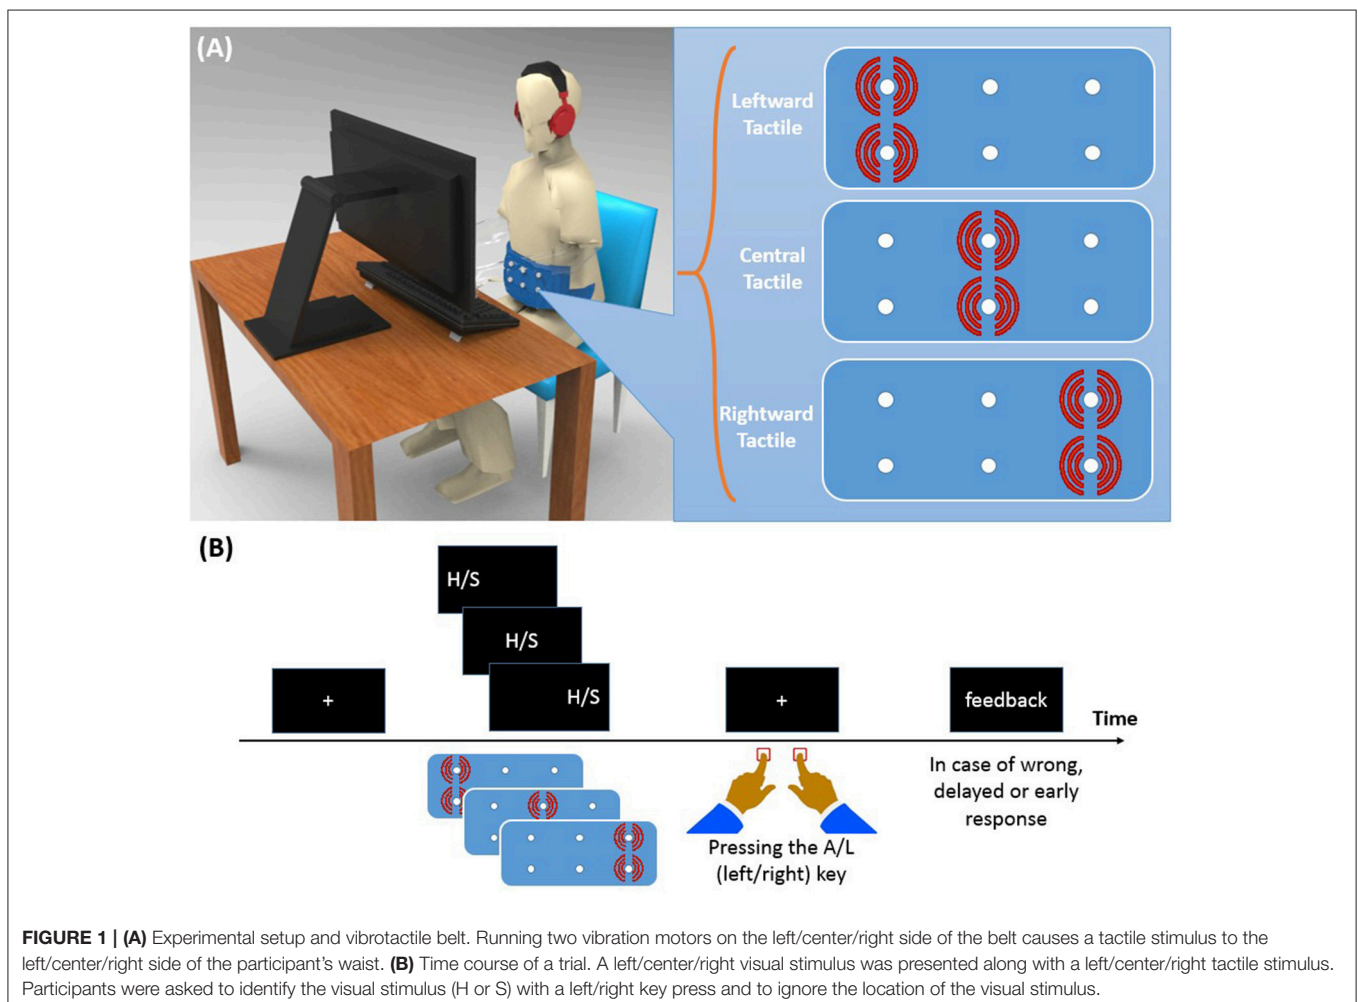 (A)
Leftward
Tactile
Central
Tactile
Rightward
Tactile
(B)
H/S
H/S
H/S
+
+
feedback
Time
In case of wrong,
delayed or early
response
Pressing the A/L
(left/right) key
FIGURE 1 | (A) Experimental setup and vibrotactile belt. Running two vibration motors on the left/center/right side of the belt causes a tactile stimulus to the
left/center/right side of the participant's waist. (B) Time course of a trial. A left/center/right visual stimulus was presented along with a left/center/right tactile stimulus.
Participants were asked to identify the visual stimulus (H or S) with a left/right key press and to ignore the location of the visual stimulus.